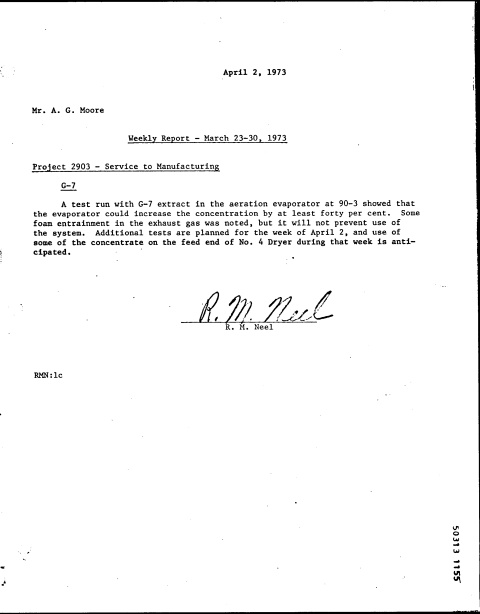 April 2, 1973
Mr. A. G. Moore
Weekly Report - March 23-30, 1973
Project 2903 - Service to Manufacturing
G-7
A test run with G-7 extract in the aeration evaporator at 90-3 showed that
the evaporator could increase the concentration by at least forty per cent. Some
foam entrainment in the exhaust gas was noted, but it will not prevent use of
the system. Additional tests are planned for the week of April 2, and use of
some of the concentrate on the feed end of No. 4 Dryer during that week is anti-
cipated.
R. M. Neel
R. M. Neel
RMN:lc
50313 1155